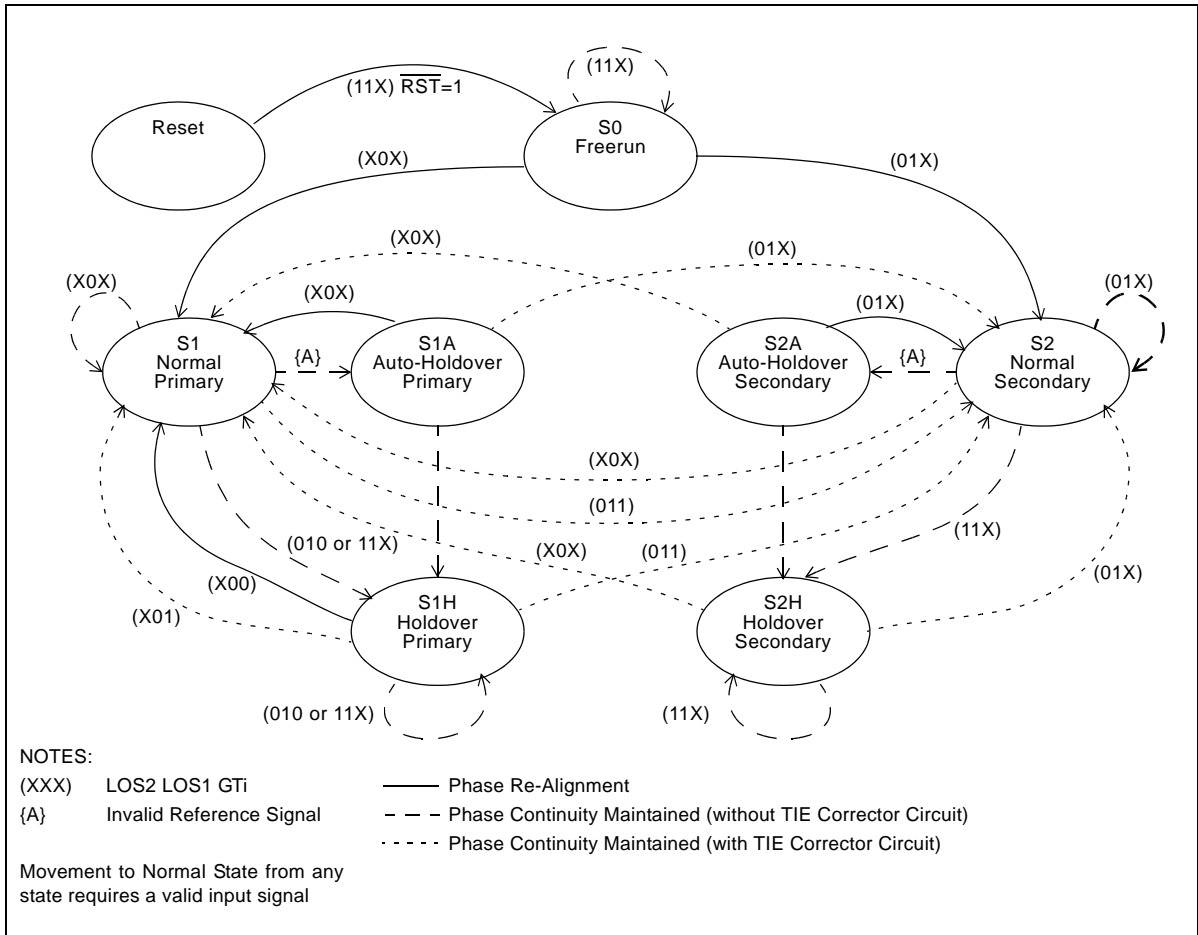 (11X)
(11X) RST=1
Reset
S0
Freerun
(X0X)
(01X)
(X0X)
(01X)
(X0X)
(X0X)
(01X)
(01X)
S1
Normal
Primary
{A}
S1A
Auto-Holdover
Primary
S2A
Auto-Holdover
Secondary
{A}
S2
Normal
Secondary
(X0X)
(011)
(010 or 11X)
(X0X)
(011)
(11X)
(X00)
(01X)
(X01)
S1H
Holdover
Primary
S2H
Holdover
Secondary
(010 or 11X)
(11X)
NOTES:
(XXX) LOS2 LOS1 GTi
Phase Re-Alignment
{A} Invalid Reference Signal
Phase Continuity Maintained (without TIE Corrector Circuit)
Phase Continuity Maintained (with TIE Corrector Circuit)
Movement to Normal State from any
state requires a valid input signal